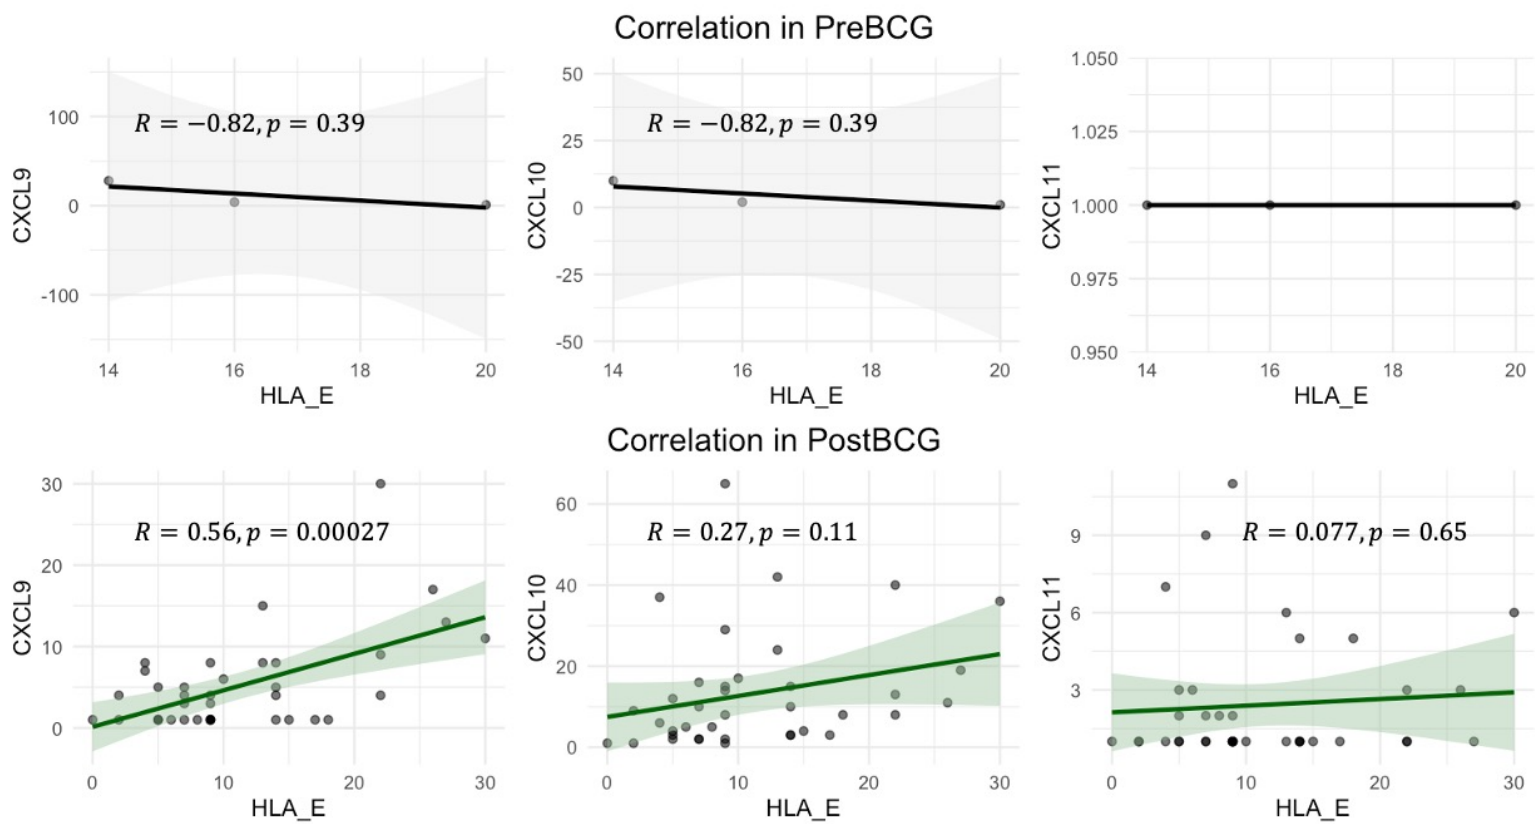 Correlation in PreBCG
CXCL9
100
0
-100
R = −0.82, p = 0.39
14 16 18 20
HLA_E
CXCL10
50
25
0
-25
-50
R = −0.82, p = 0.39
14 16 18 20
HLA_E
CXCL11
1.050
1.025
1.000
0.975
0.950
14 16 18 20
HLA_E
Correlation in PostBCG
CXCL9
30
20
10
0
R = 0.56, p = 0.00027
0 10 20 30
HLA_E
CXCL10
60
40
20
0
R = 0.27, p = 0.11
0 10 20 30
HLA_E
CXCL11
9
6
3
R = 0.077, p = 0.65
0 10 20 30
HLA_E